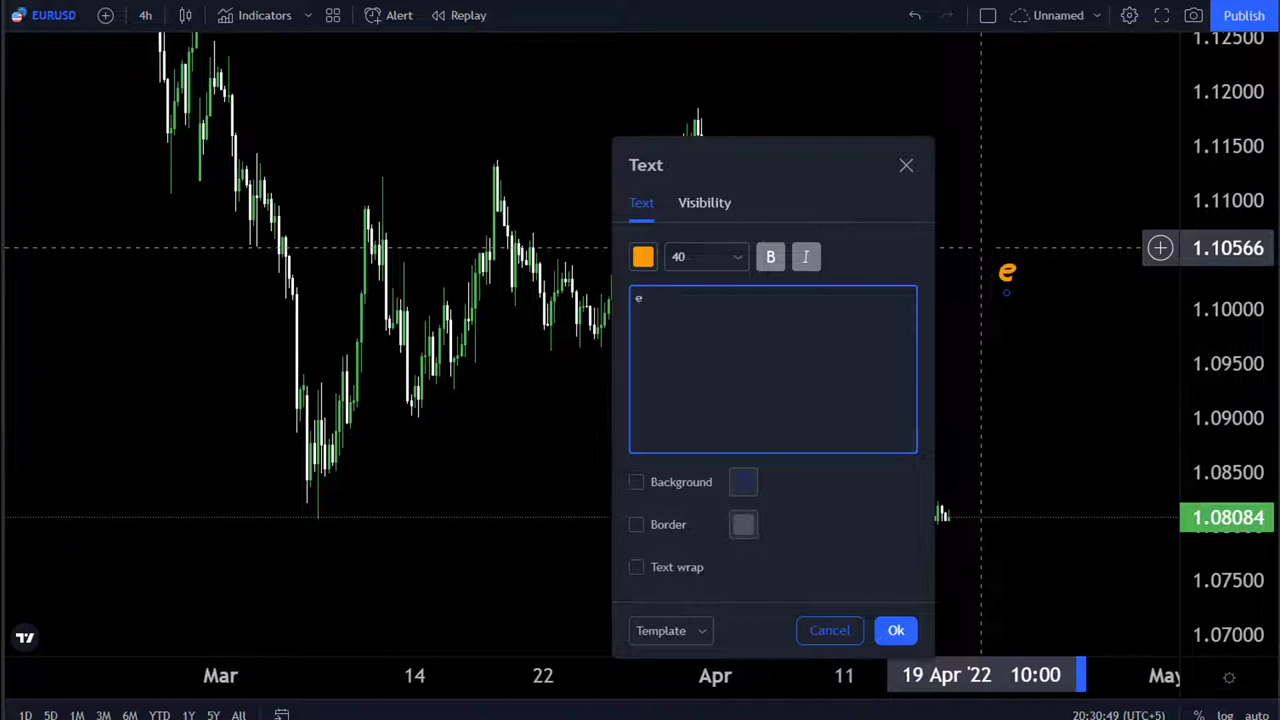 EURUSD 4h Indicators Alert Replay Unnamed Publish
1.12500
1.12000
1.11500
Text
Text Visibility
1.11000
40 B I
1.10566
e
e
1.10000
1.09500
1.09000
Background
1.08500
Border
1.08084
Text wrap
1.07500
Template Cancel Ok
1.07000
Mar 14 22 Apr 11 19 Apr '22 10:00 May
1D 5D 1M 3M 6M YTD 1Y 5Y All 20:30:49 (UTC+5) % log auto